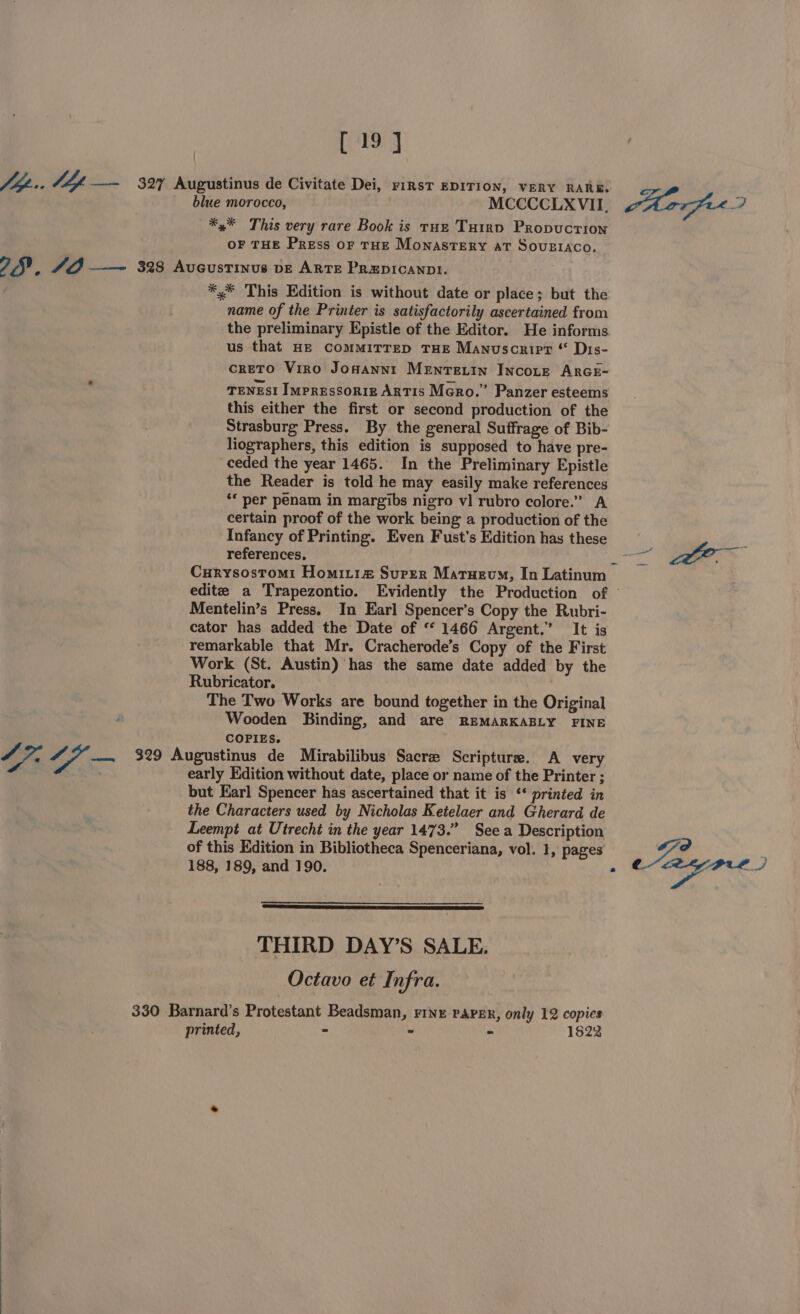 [ 19 ]
327 Augustinus de Civitate Dei, FIRST EDITION, VERY RARE.
blue morocco, MCCCCLXVII.
*** This very rare Book is THE THIRD PRODUCTION
OF THE PRESS OF THE MONASTERY AT SOUBIACO.
28. 10 — 328 AUGUSTINUS DE ARTE PRÆDICANDI.
*** This Edition is without date or place; but the
name of the Printer is satisfactorily ascertained from
the preliminary Epistle of the Editor. He informs
us that HE COMMITTED THE MANUSCRIPT “ DIS-
CRETO VIRO JOHANNI MENTELIN INCOLE ARGE-
TENESI IMPRESSORIE ARTIS MGRO.” Panzer esteems
this either the first or second production of the
Strasburg Press. By the general Suffrage of Bib-
liographers, this edition is supposed to have pre-
ceded the year 1465. In the Preliminary Epistle
the Reader is told he may easily make references
“ per penam in margibs nigro vl rubro colore.” A
certain proof of the work being a production of the
Infancy of Printing. Even Fust's Edition has these
references.
CHRYSOSTOMI HOMILIÆ SUPER MATHEUM, In Latinum
editæ a Trapezontio. Evidently the Production of
Mentelin's Press. In Earl Spencer's Copy the Rubri-
cator has added the Date of “ 1466 Argent.” It is
remarkable that Mr. Cracherode's Copy of the First
Work (St. Austin) has the same date added by the
Rubricator.
The Two Works are bound together in the Original
Wooden Binding, and are REMARKABLY FINE
COPIES.
17. 17 — 329 Augustinus de Mirabilibus Sacre Scripturæ. A very
early Edition without date, place or name of the Printer;
but Earl Spencer has ascertained that it is “ printed in
the Characters used by Nicholas Ketelaer and Gherard de
Leempt at Utrecht in the year 1473.” See a Description
of this Edition in Bibliotheca Spenceriana, vol. 1, pages
188, 189, and 190.
THIRD DAY'S SALE.
Octavo et Infra.
330 Barnard's Protestant Beadsman, FINE PAPER, only 12 copies
printed, - - - 1822